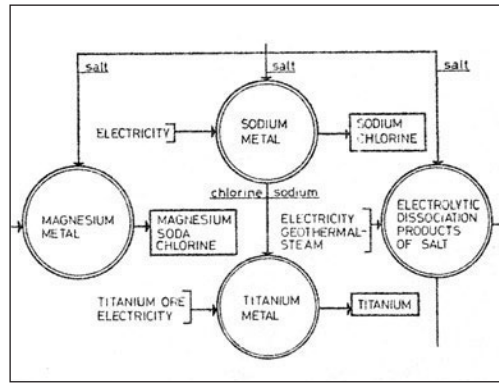 salt
salt
salt
ELECTRICITY
SODIUM
METAL
SODIUM
CHLORINE
chlorine
sodium
MAGNESIUM
METAL
MAGNESIUM
SODA
CHLORINE
ELECTRICITY
GEOTHERMAL-
STEAM
ELECTROLYTIC
DISSOCIATION
PRODUCTS
OF SALT
TITANIUM ORE
ELECTRICITY
TITANIUM
METAL
TITANIUM